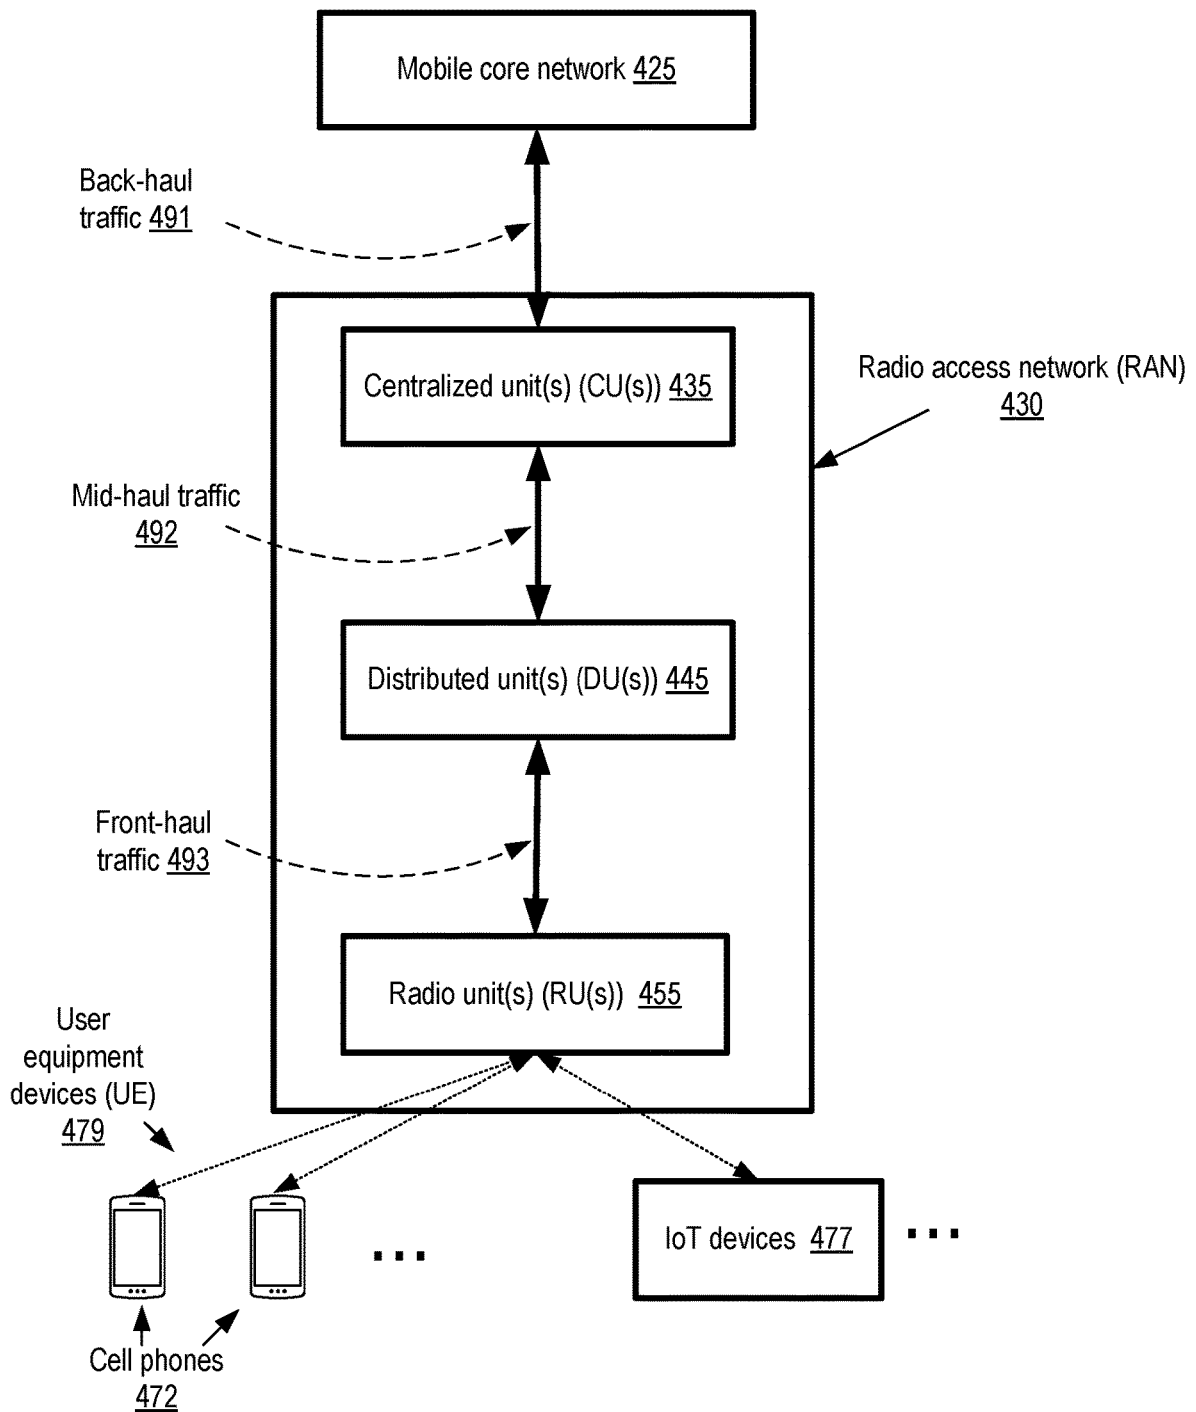 Mobile core network 425
Back-haul
traffic 491
Centralized unit(s) (CU(s)) 435
Radio access network (RAN)
430
Mid-haul traffic
492
Distributed unit(s) (DU(s)) 445
Front-haul
traffic 493
Radio unit(s) (RU(s)) 455
User
equipment
devices (UE)
479
IoT devices 477
Cell phones
472